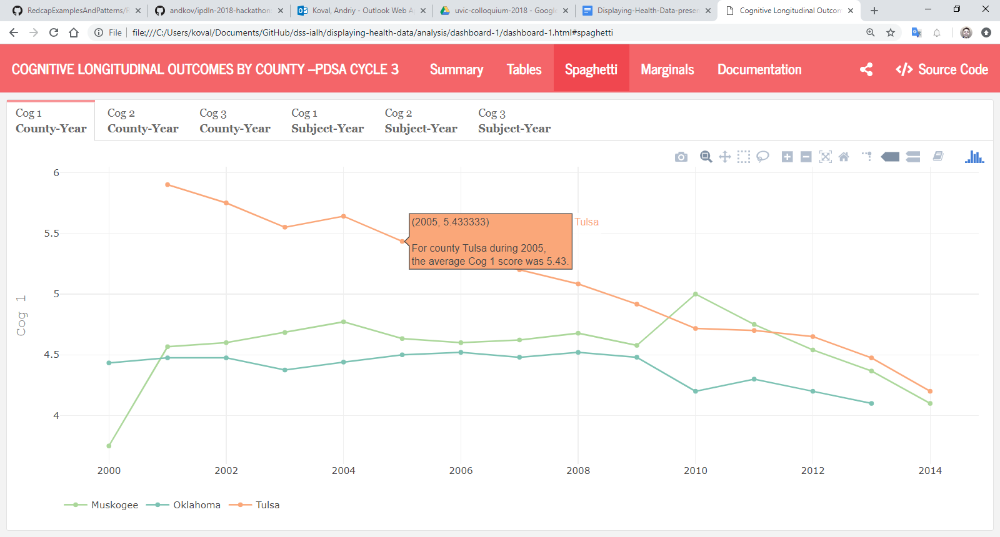 RedcapExamplesAndPatterns/R
andkov/ipdln-2018-hackathon
Koval, Andriy - Outlook Web A
uvic-colloquium-2018 - Google
Displaying-Health-Data-prese
Cognitive Longitudinal Outcom
File
file:///C:/Users/koval/Documents/GitHub/dss-ialh/displaying-health-data/analysis/dashboard-1/dashboard-1.html#spaghetti
COGNITIVE LONGITUDINAL OUTCOMES BY COUNTY –PDSA CYCLE 3
Summary
Tables
Spaghetti
Marginals
Documentation
</> Source Code
Cog 1
County-Year
Cog 2
County-Year
Cog 3
County-Year
Cog 1
Subject-Year
Cog 2
Subject-Year
Cog 3
Subject-Year
6
5.5
5
4.5
4
Cog 1
(2005, 5.433333)
For county Tulsa during 2005,
the average Cog 1 score was 5.43.
Tulsa
2000
2002
2004
2006
2008
2010
2012
2014
Muskogee
Oklahoma
Tulsa